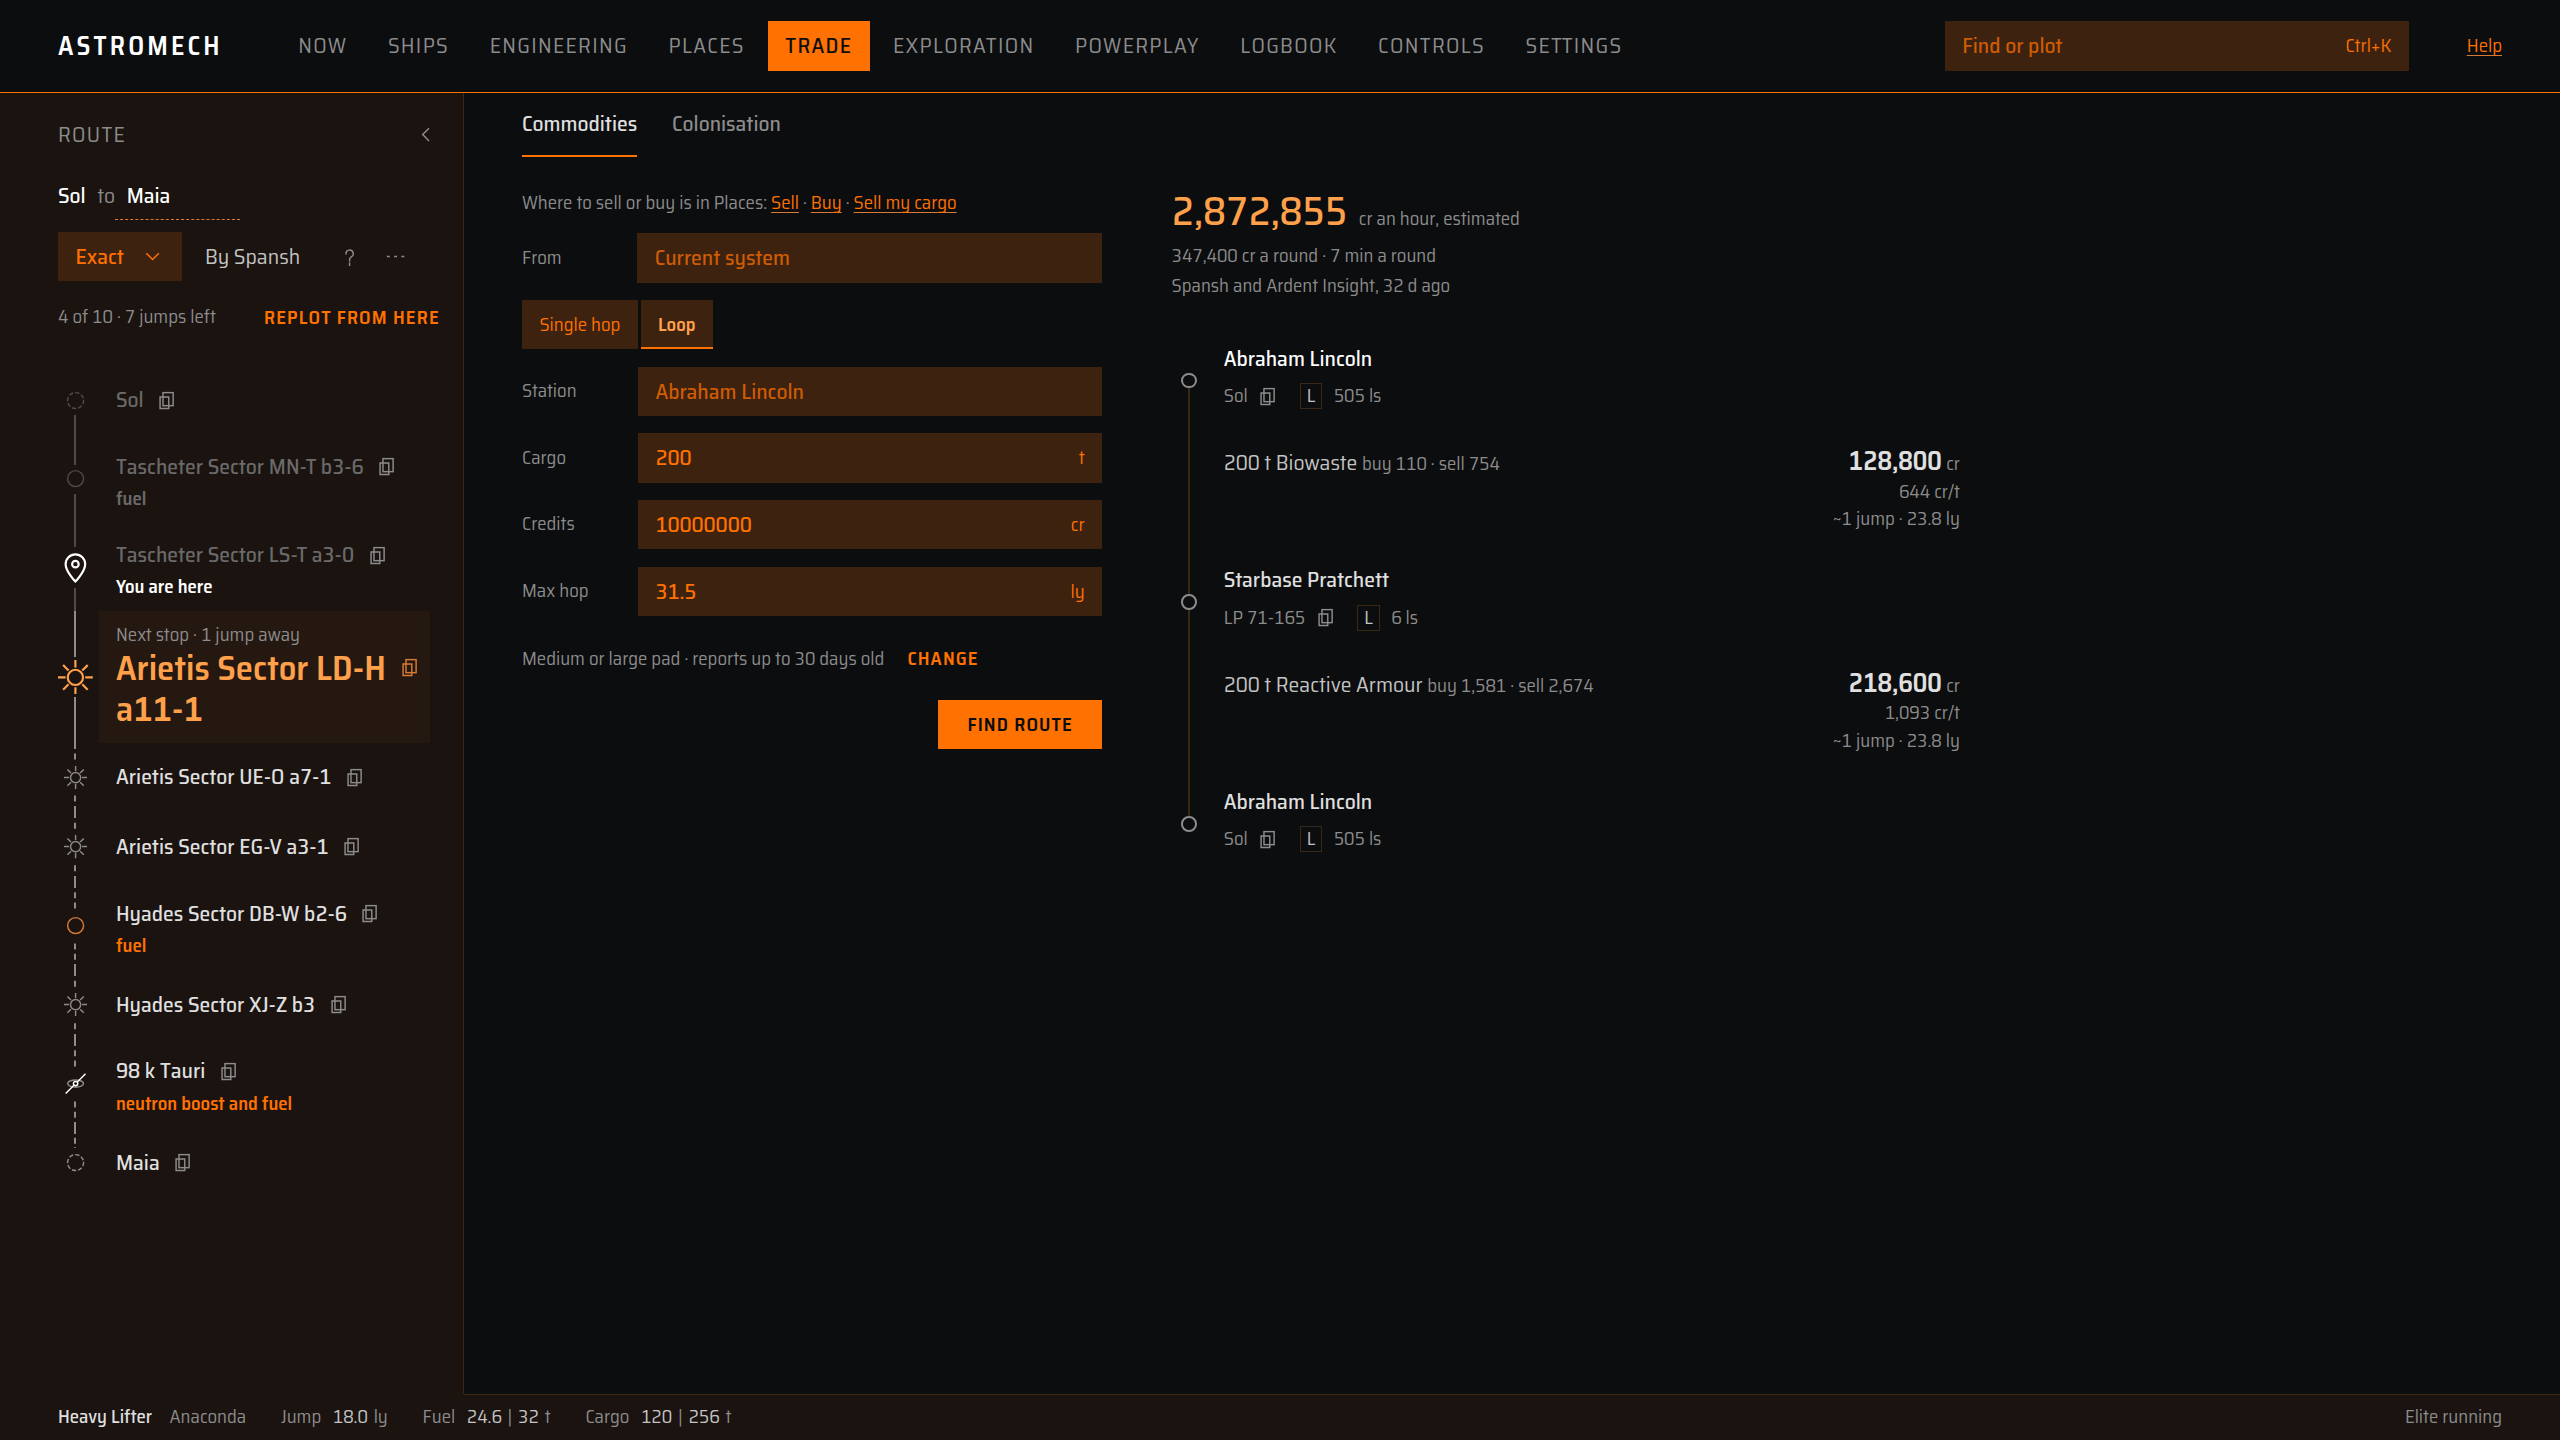 ASTROMECH NOW SHIPS ENGINEERING PLACES TRADE EXPLORATION POWERPLAY LOGBOOK CONTROLS SETTINGS Find or plot Ctrl+K Help
ROUTE
Sol to Maia
Exact By Spansh ? ---
4 of 10 · 7 jumps left REPLOT FROM HERE
Sol
Tascheter Sector MN-T b3-6
fuel
Tascheter Sector LS-T a3-0
You are here
Next stop · 1 jump away
Arietis Sector LD-H
a11-1
Arietis Sector UE-O a7-1
Arietis Sector EG-V a3-1
Hyades Sector DB-W b2-6
fuel
Hyades Sector XJ-Z b3
98 k Tauri
neutron boost and fuel
Maia
Commodities Colonisation
Where to sell or buy is in Places: Sell · Buy · Sell my cargo
From Current system
Single hop Loop
Station Abraham Lincoln
Cargo 200 t
Credits 10000000 cr
Max hop 31.5 ly
Medium or large pad · reports up to 30 days old CHANGE
FIND ROUTE
2,872,855 cr an hour, estimated
347,400 cr a round · 7 min a round
Spansh and Ardent Insight, 32 d ago
Abraham Lincoln
Sol L 505 ls
200 t Biowaste buy 110 · sell 754 128,800 cr
644 cr/t
~1 jump · 23.8 ly
Starbase Pratchett
LP 71-165 L 6 ls
200 t Reactive Armour buy 1,581 · sell 2,674 218,600 cr
1,093 cr/t
~1 jump · 23.8 ly
Abraham Lincoln
Sol L 505 ls
Heavy Lifter Anaconda Jump 18.0 ly Fuel 24.6 | 32 t Cargo 120 | 256 t Elite running